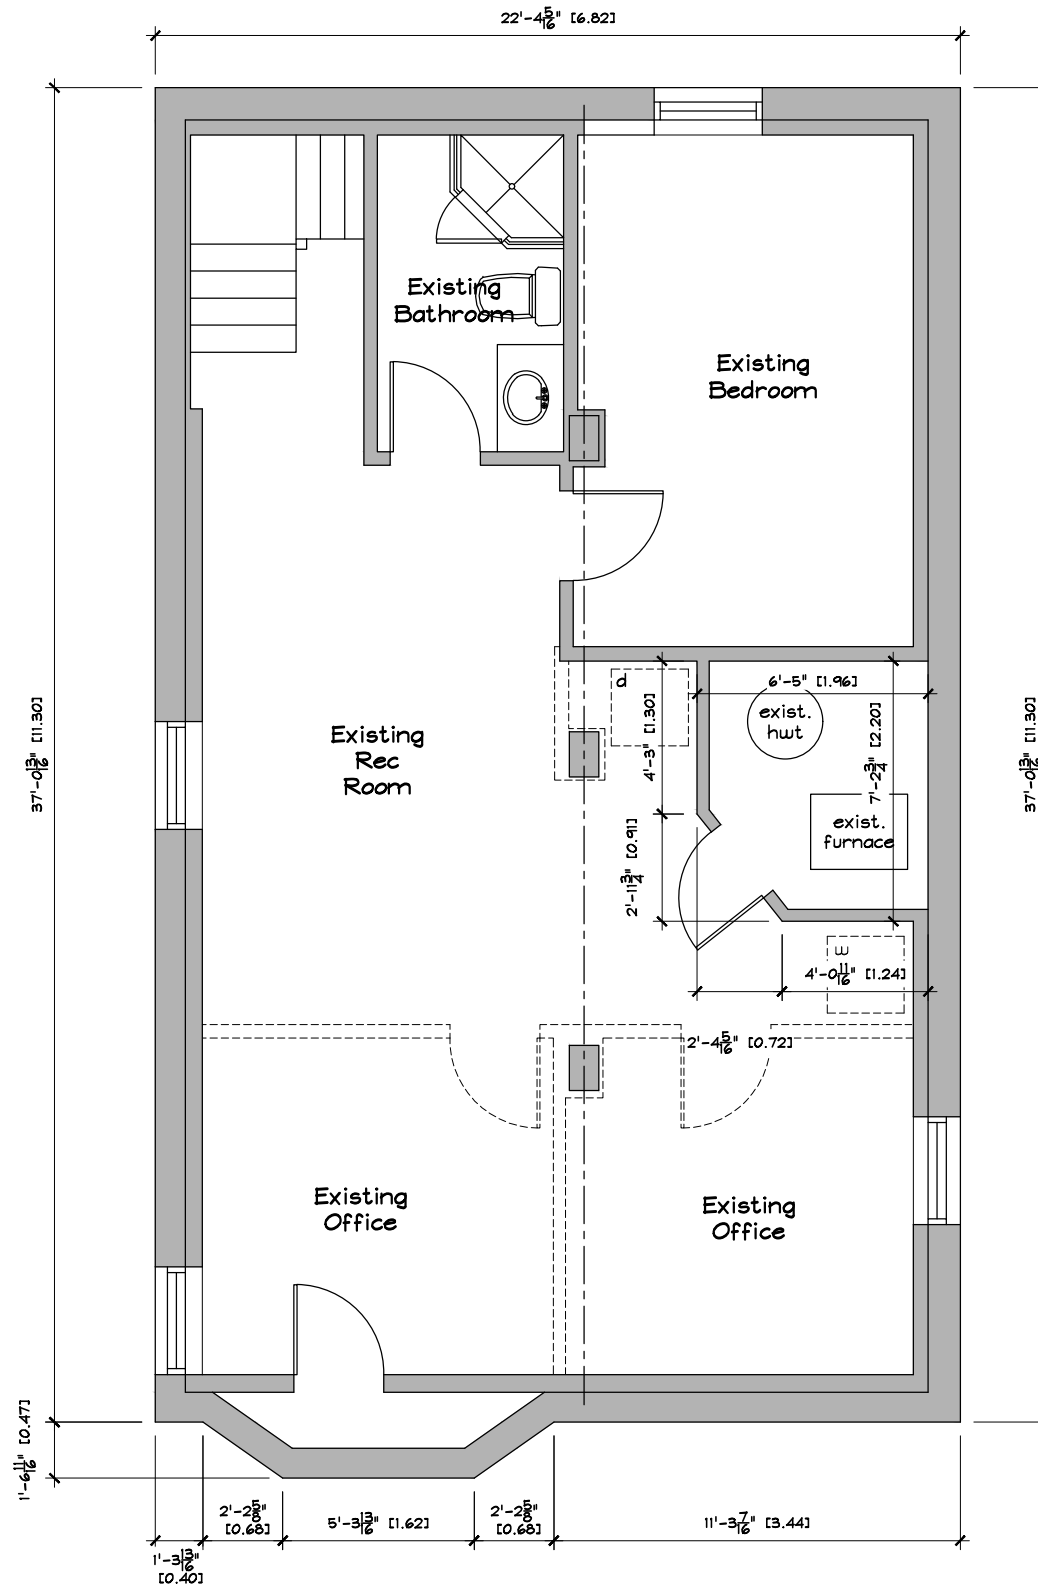 22'-4 5/16" [6.82]
Existing
Bathroom
Existing
Bedroom
d
6'-5" [1.96]
exist.
hwt
4'-3" [1.30]
7'-2 3/4" [2.20]
37'-0 13/16" [11.30]
Existing
Rec
Room
37'-0 13/16" [11.30]
exist.
furnace
2'-11 3/4" [0.91]
w
4'-0 11/16" [1.24]
2'-4 5/16" [0.72]
Existing
Office
Existing
Office
1'-6 11/16" [0.47]
2'-2 5/8"
[0.68]
5'-3 13/16" [1.62]
2'-2 5/8"
[0.68]
11'-3 7/16" [3.44]
1'-3 13/16"
[0.40]